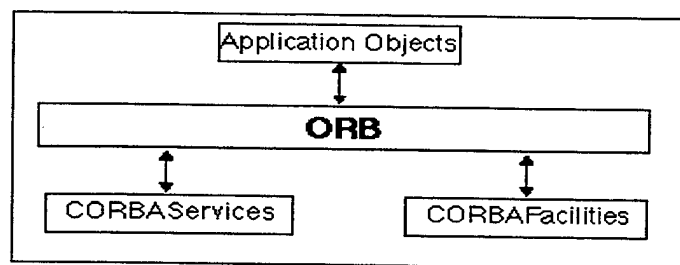 Application Objects
ORB
CORBAServices
CORBAFacilities